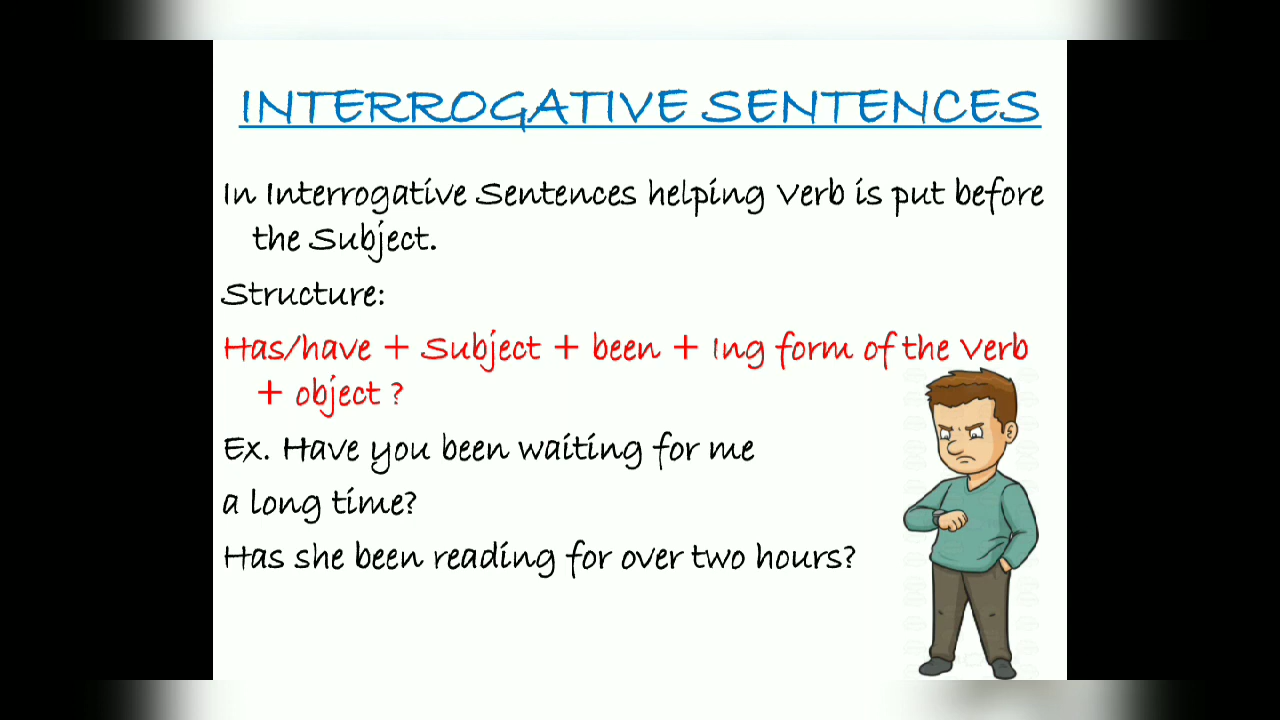 INTERROGATIVE SENTENCES
In Interrogative Sentences helping Verb is put before
the Subject.
Structure:
Has/have + Subject + been + Ing form of the Verb
+ object ?
Ex. Have you been waiting for me
a long time?
Has she been reading for over two hours?